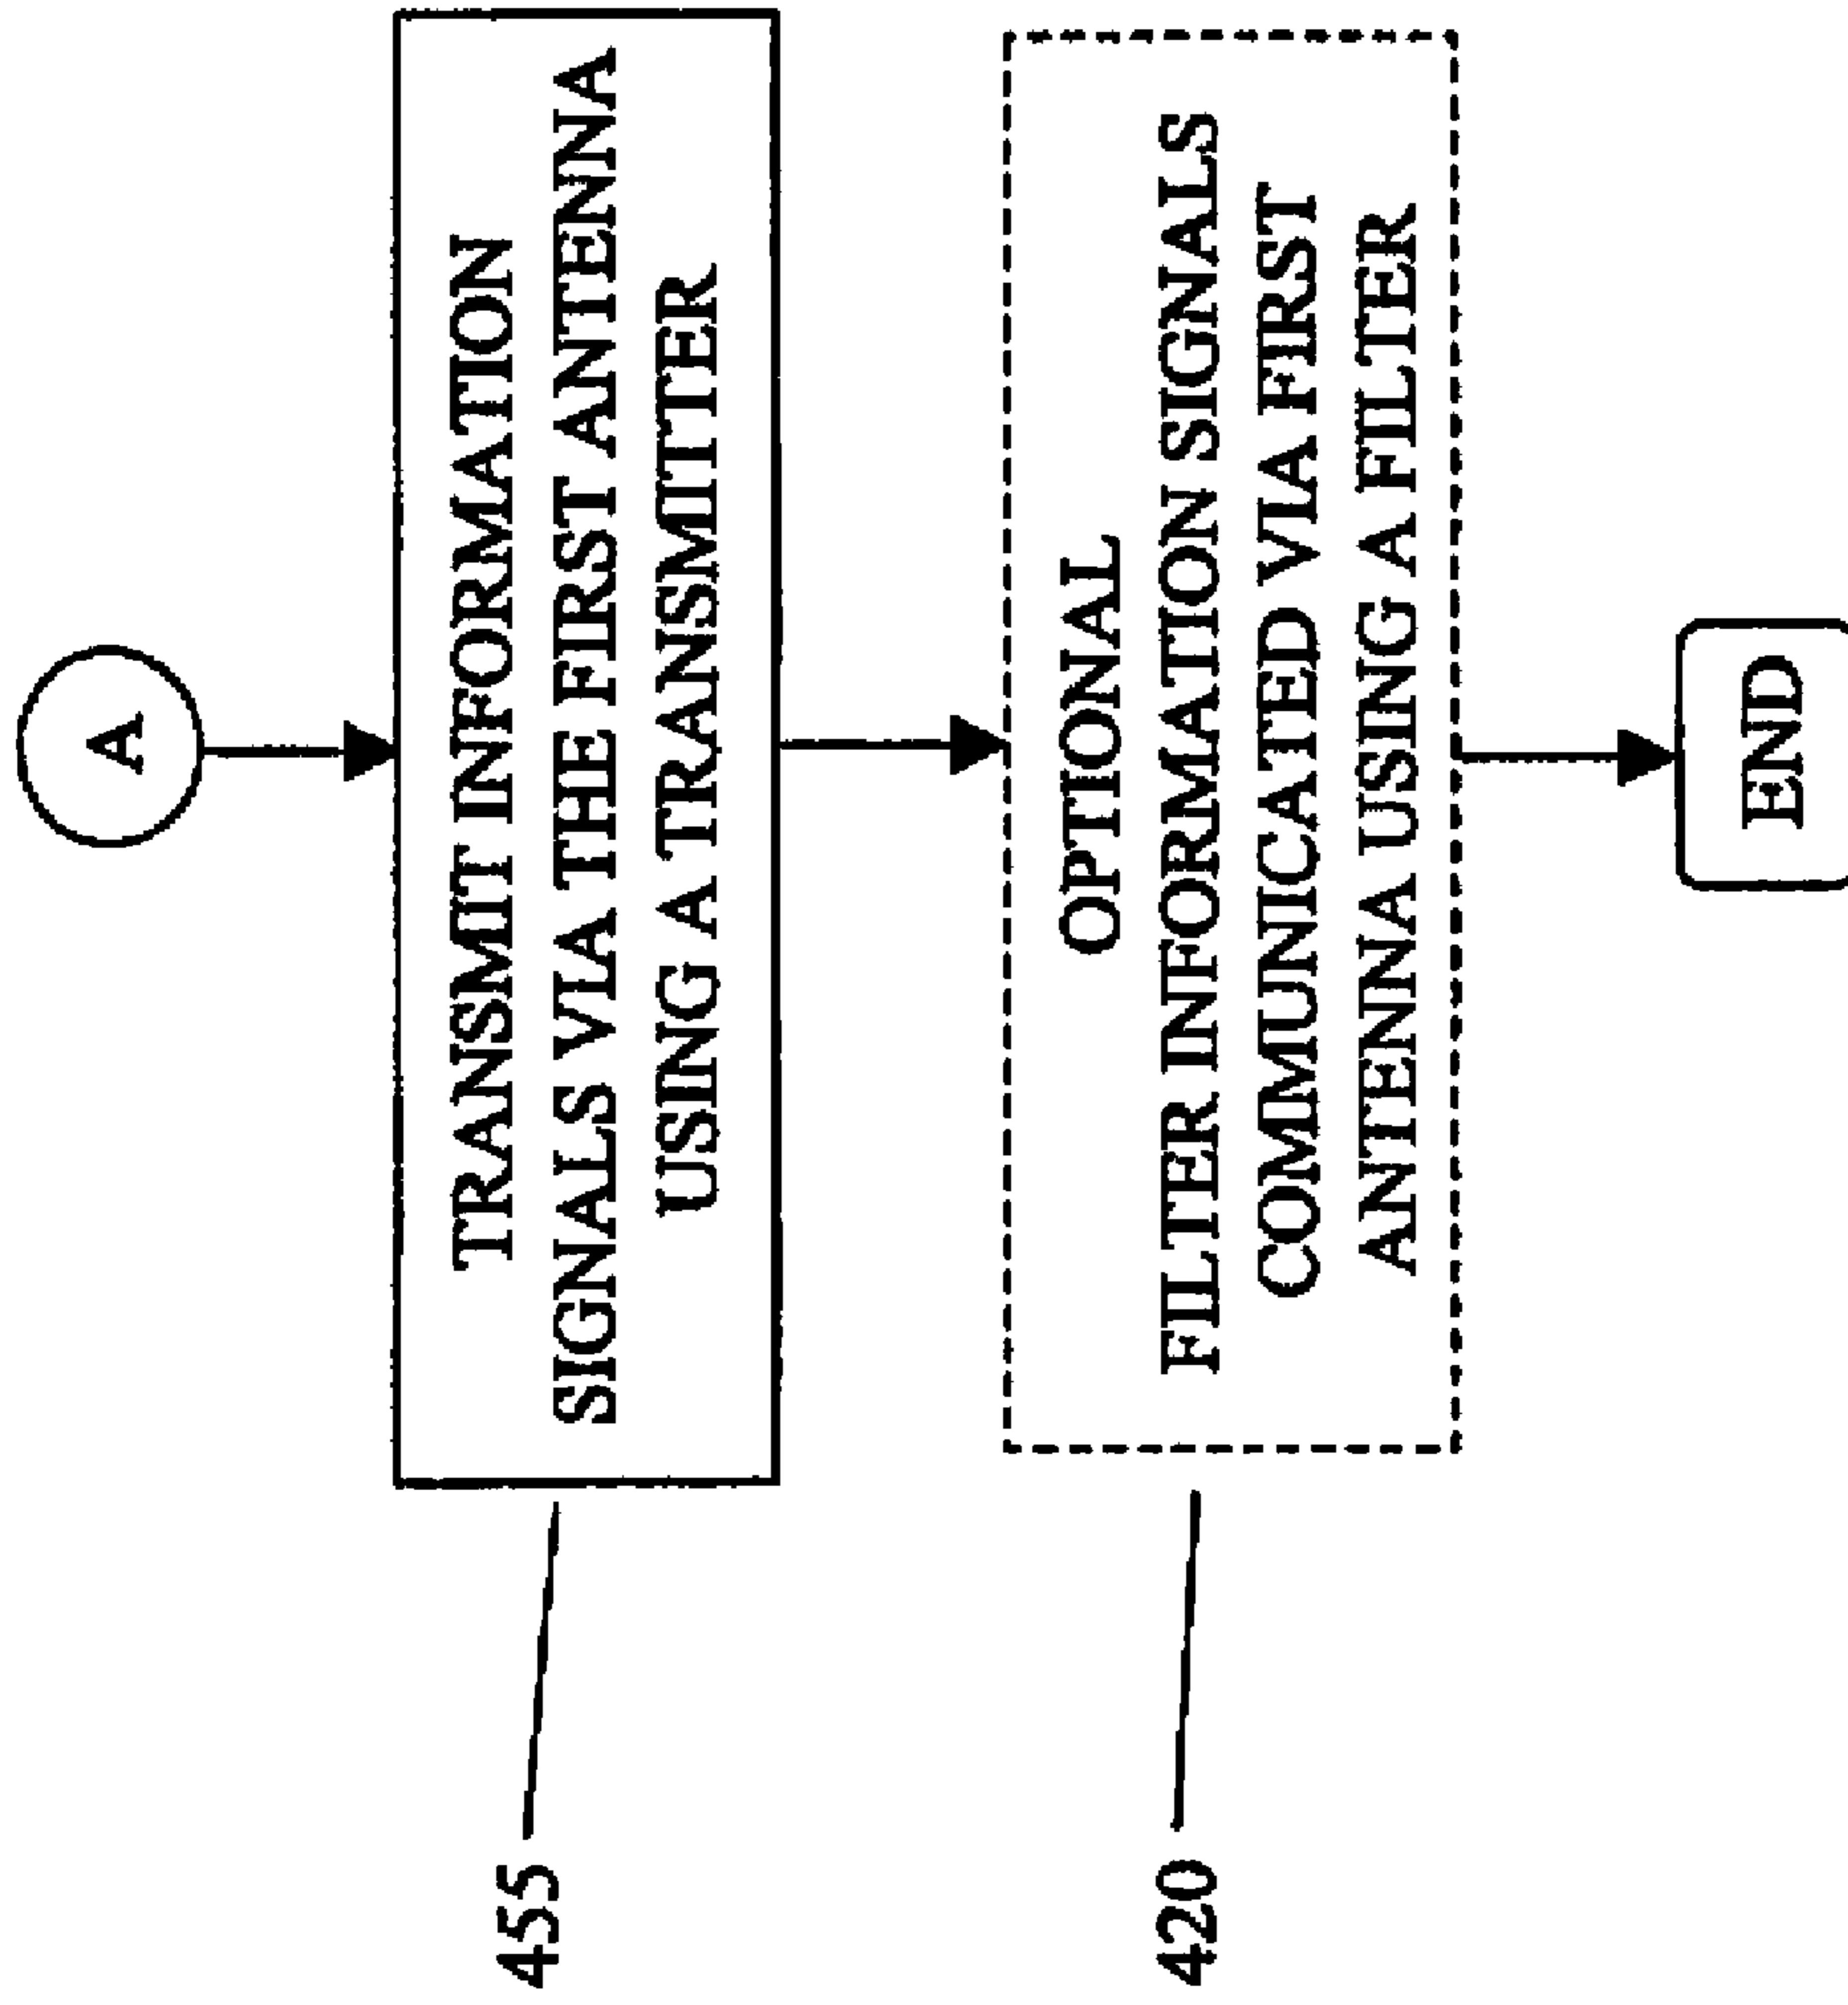 A
455
TRANSMIT INFORMATION
SIGNALS VIA THE FIRST ANTENNA
USING A TRANSMITTER
420
OPTIONAL
FILTER INFORMATION SIGNALS
COMMUNICATED VIA FIRST
ANTENNA USING A FILTER
END